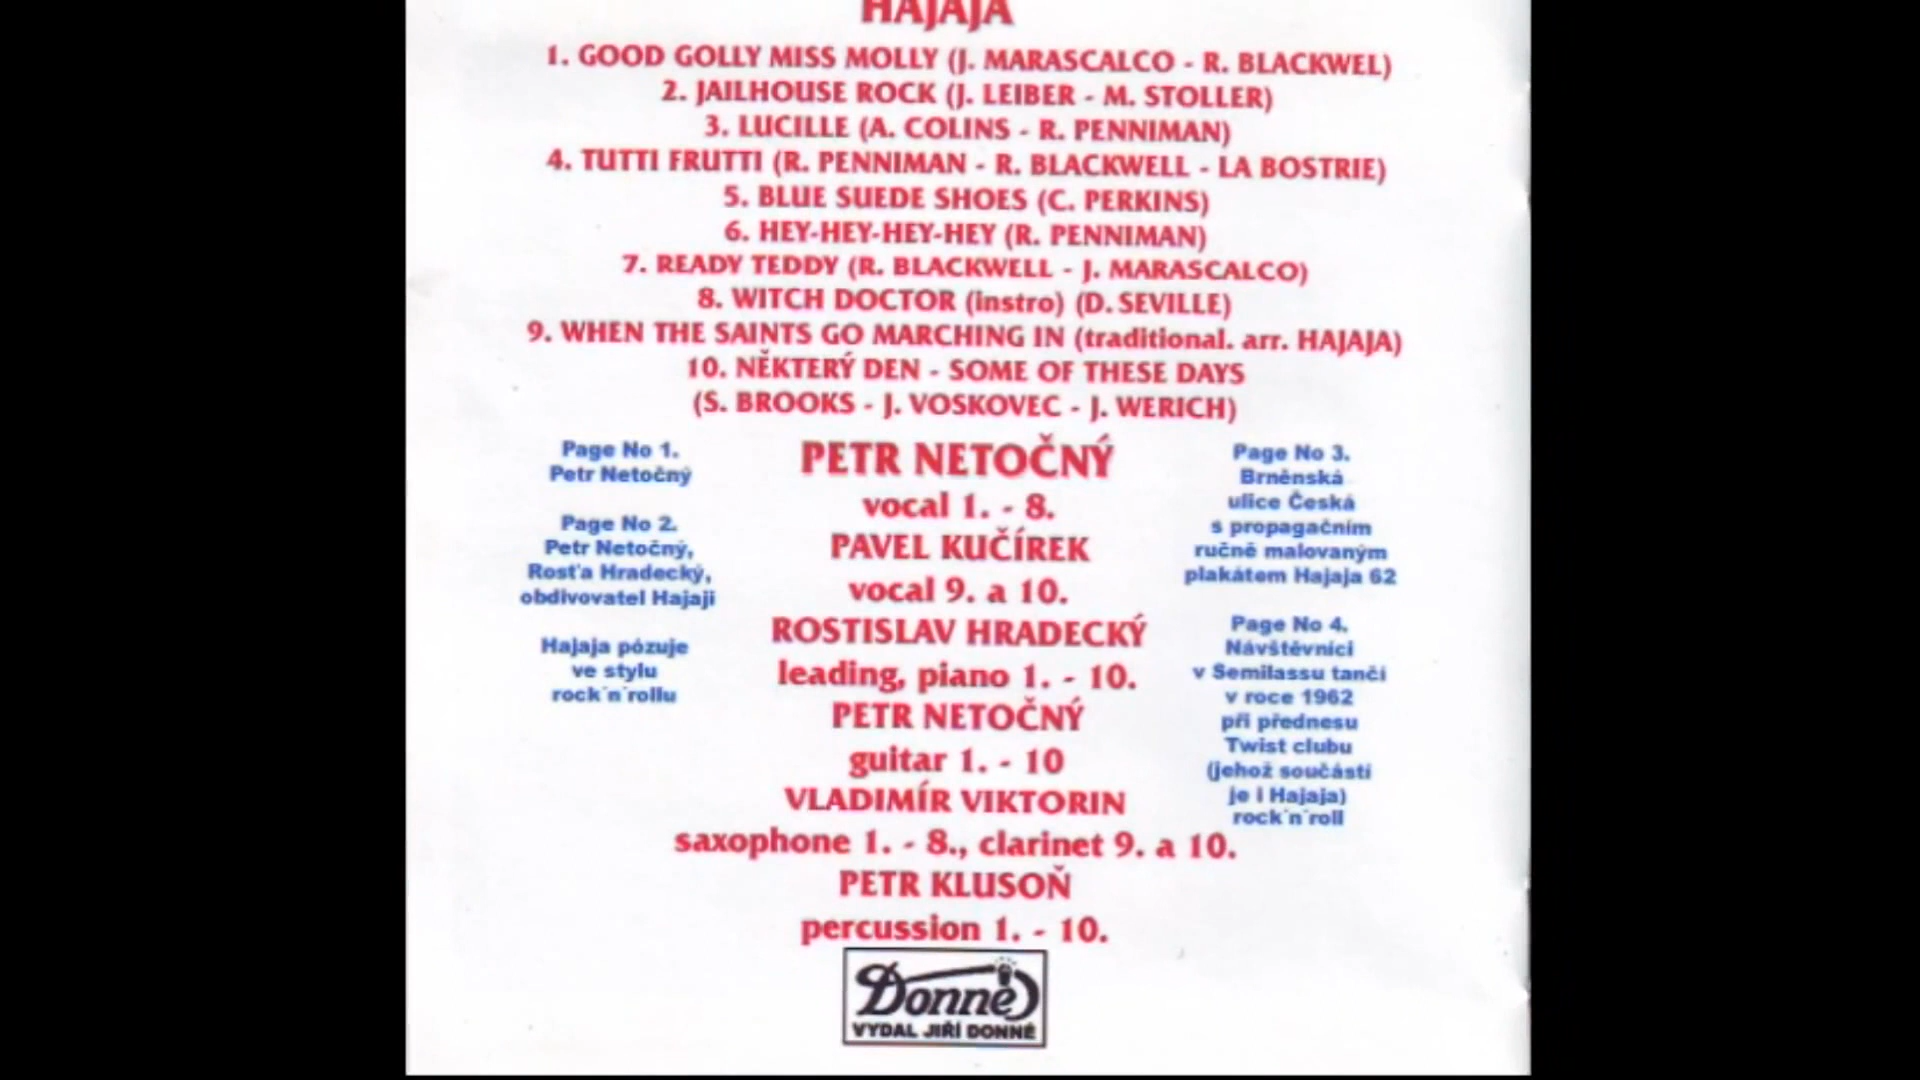 HAJAJA
1. GOOD GOLLY MISS MOLLY (J. MARASCALCO - R. BLACKWEL)
2. JAILHOUSE ROCK (J. LEIBER - M. STOLLER)
3. LUCILLE (A. COLINS - R. PENNIMAN)
4. TUTTI FRUTTI (R. PENNIMAN - R. BLACKWELL - LA BOSTRIE)
5. BLUE SUEDE SHOES (C. PERKINS)
6. HEY-HEY-HEY-HEY (R. PENNIMAN)
7. READY TEDDY (R. BLACKWELL - J. MARASCALCO)
8. WITCH DOCTOR (instro) (D. SEVILLE)
9. WHEN THE SAINTS GO MARCHING IN (traditional. arr. HAJAJA)
10. NĚKTERÝ DEN - SOME OF THESE DAYS
(S. BROOKS - J. VOSKOVEC - J. WERICH)
Page No 1.
Petr Netočný
Page No 2.
Petr Netočný,
Rosťa Hradecký,
obdivovatel Hajaji
Hajaja pózuje
ve stylu
rock´n´rollu
PETR NETOČNÝ
vocal 1. - 8.
PAVEL KUČÍREK
vocal 9. a 10.
ROSTISLAV HRADECKÝ
leading, piano 1. - 10.
PETR NETOČNÝ
guitar 1. - 10
VLADIMÍR VIKTORIN
saxophone 1. - 8., clarinet 9. a 10.
PETR KLUSOŇ
percussion 1. - 10.
Page No 3.
Brněnská
ulice Česká
s propagačním
ručně malovaným
plakátem Hajaja 62
Page No 4.
Návštěvníci
v Semilassu tančí
v roce 1962
při přednesu
Twist clubu
(jehož součástí
je i Hajaja)
rock´n´roll
Donné
VYDAL JIŘÍ DONNÉ